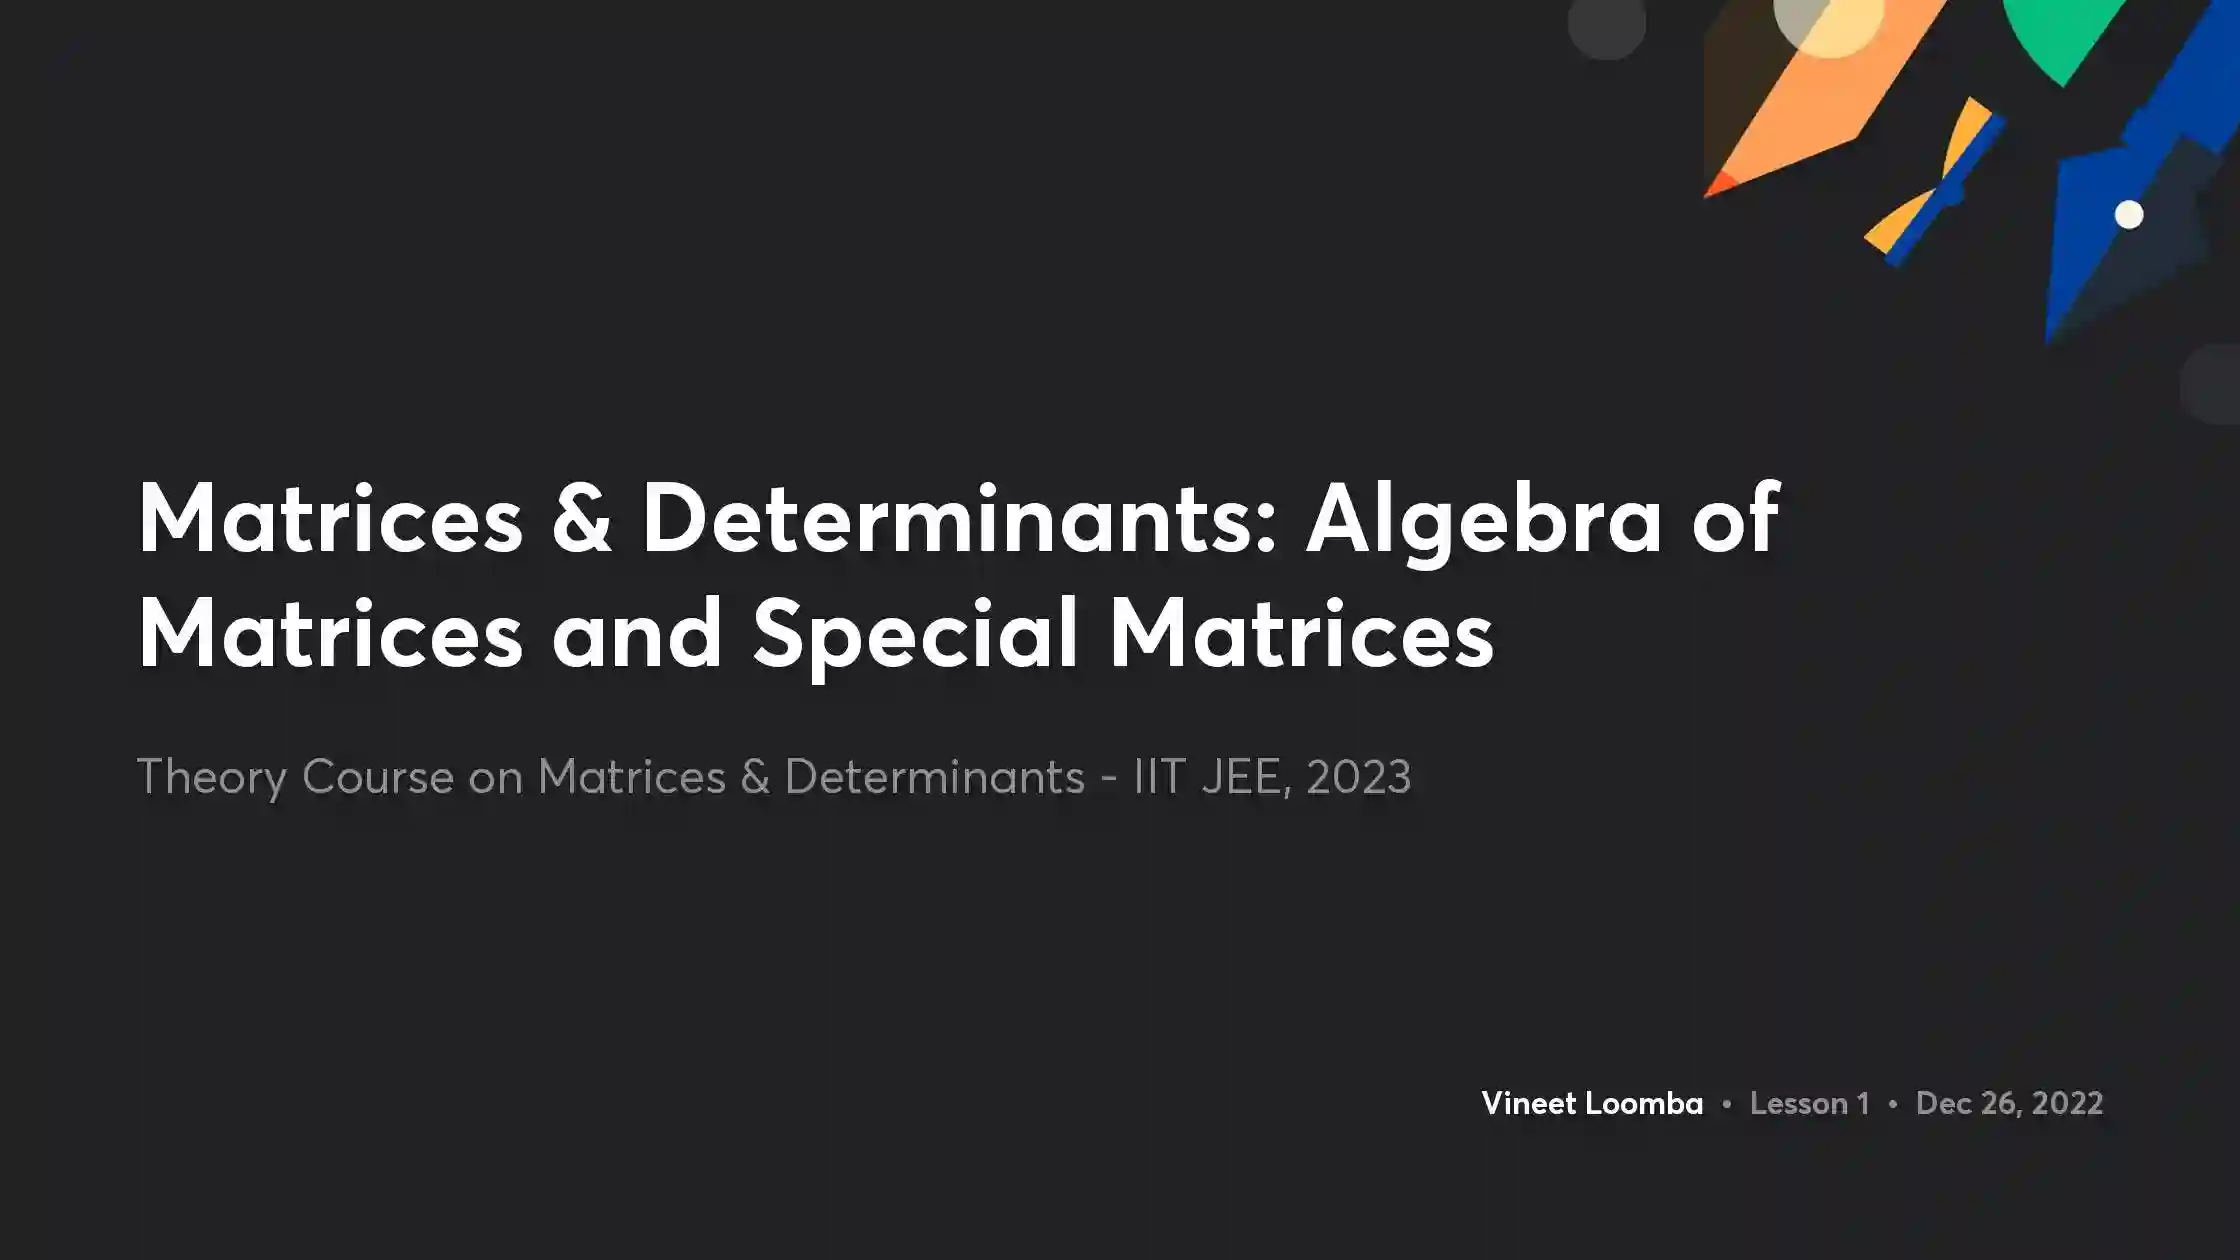 Matrices & Determinants: Algebra of
Matrices and Special Matrices
Theory Course on Matrices & Determinants - IIT JEE, 2023
Vineet Loomba • Lesson 1 • Dec 26, 2022